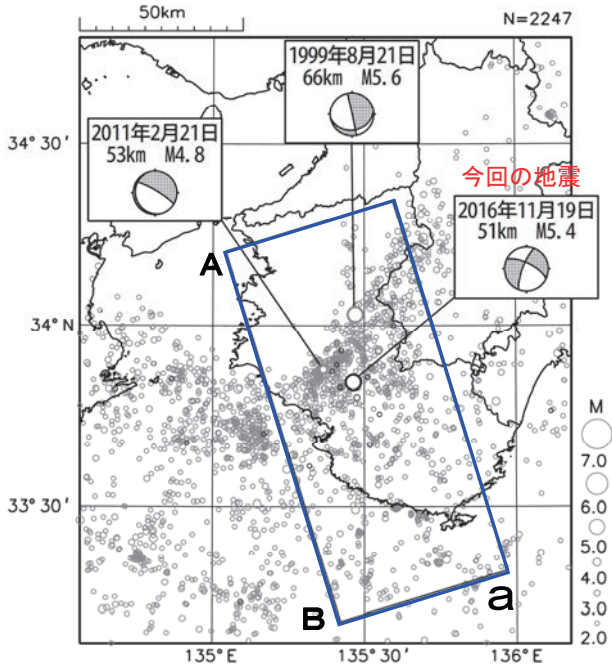 50km
N=2247
1999年8月21日
66km M5.6
34° 30′
2011年2月21日
53km M4.8
今回の地震
2016年11月19日
51km M5.4
A
34° N
M
7.0
6.0
5.0
4.0
3.0
2.0
33° 30′
B
a
135°E
135°30′
136°E